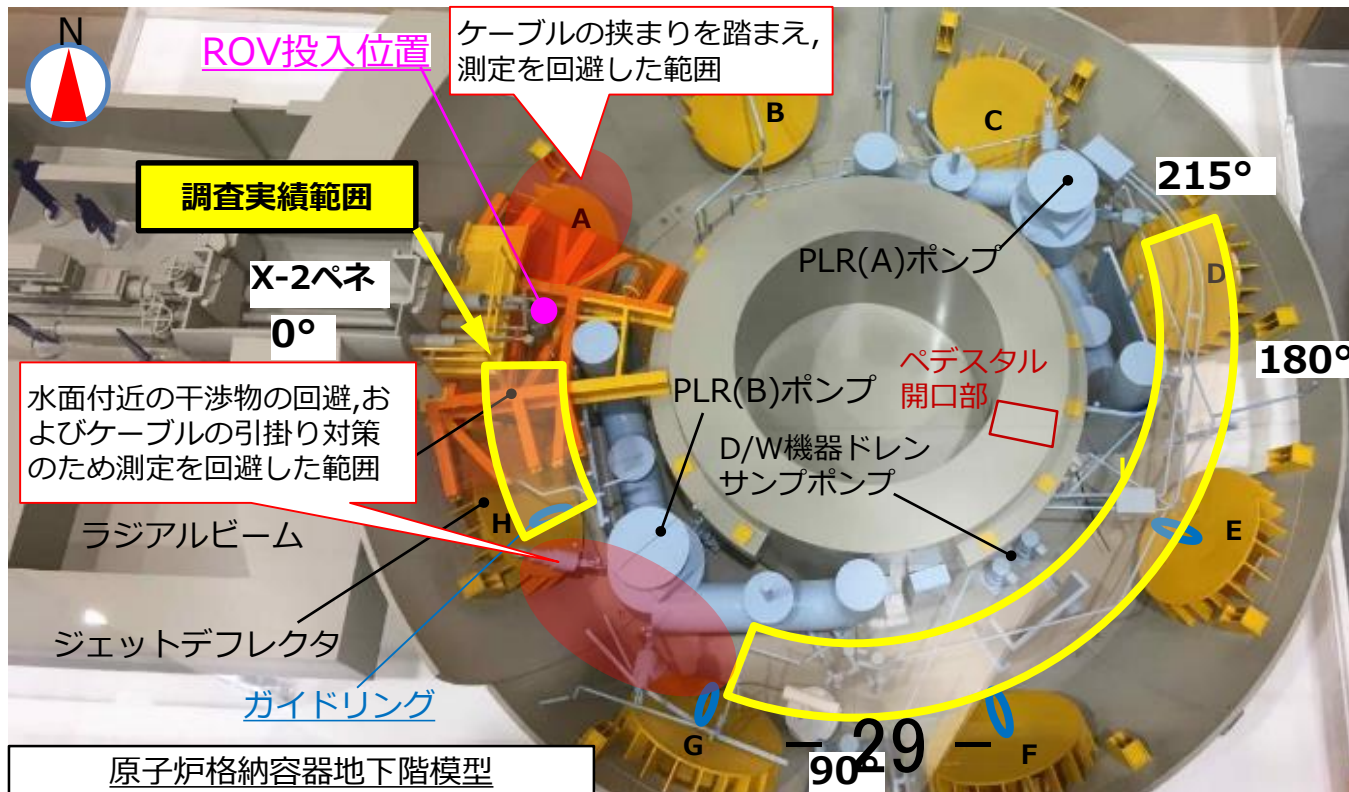 N
ROV投入位置
ケーブルの挟まりを踏まえ,
測定を回避した範囲
B
C
調査実績範囲
A
215°
PLR(A)ポンプ
X-2ペネ
0°
D
180°
水面付近の干渉物の回避,お
よびケーブルの引掛り対策
のため測定を回避した範囲
PLR(B)ポンプ
ペデスタル
開口部
D/W機器ドレン
サンプポンプ
H
E
ラジアルビーム
ジェットデフレクタ
ガイドリング
G
F
90°
― 29 ―
原子炉格納容器地下階模型